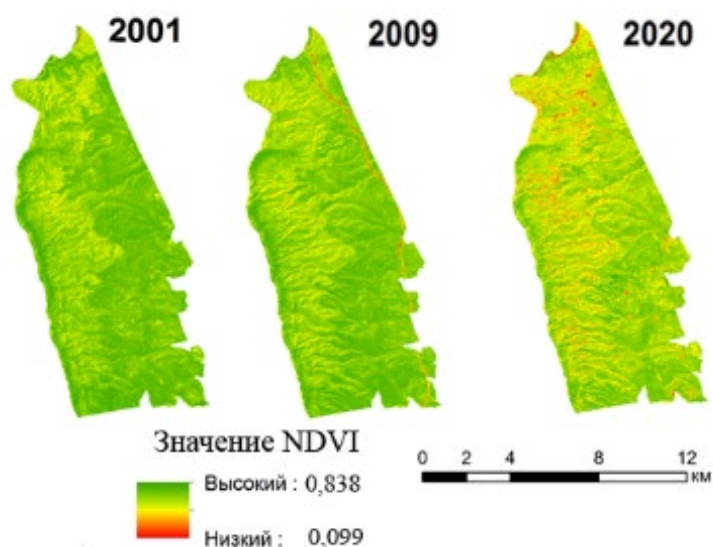 2001
2009
2020
Значение NDVI
Высокий : 0,838
Низкий : 0,099
0 2 4 8 12
км